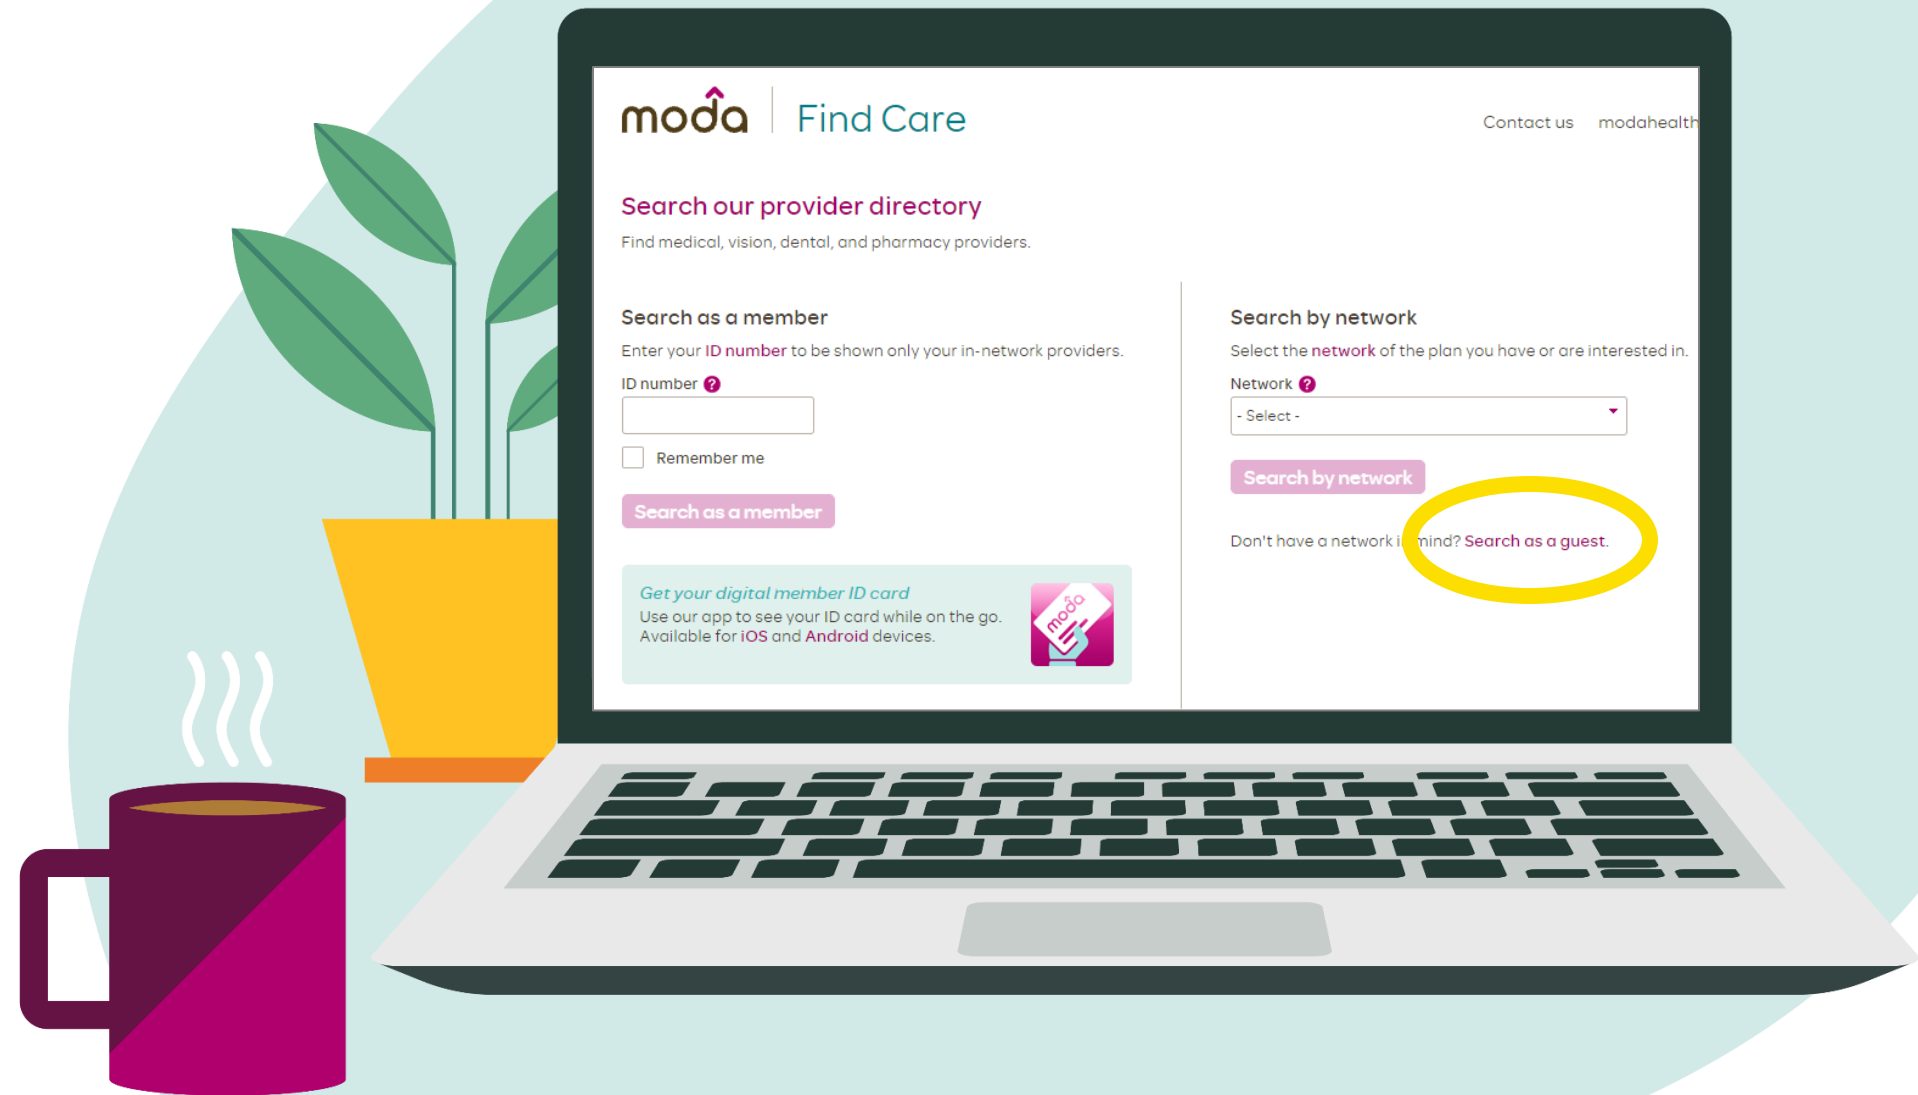 moda
Find Care
Contact us modahealth
Search our provider directory
Find medical, vision, dental, and pharmacy providers.
Search as a member
Enter your ID number to be shown only your in-network providers.
ID number ?
Remember me
Search as a member
Get your digital member ID card
Use our app to see your ID card while on the go.
Available for iOS and Android devices.
moda
Search by network
Select the network of the plan you have or are interested in.
Network ?
- Select -
Search by network
Don't have a network in mind? Search as a guest.